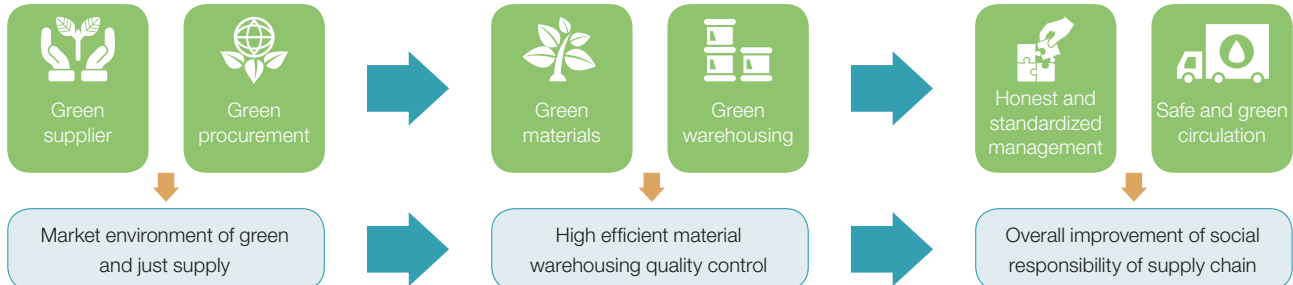 Green
supplier
Green
procurement
Green
materials
Green
warehousing
Honest and
standardized
management
Safe and green
circulation
Market environment of green
and just supply
High efficient material
warehousing quality control
Overall improvement of social
responsibility of supply chain